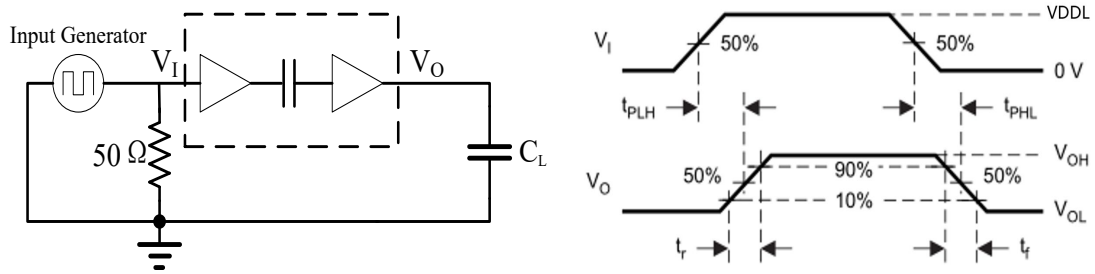 Input Generator
V_I
V_O
50 Ω
C_L
V_I
50%
50%
VDDL
0 V
t_PLH
t_PHL
V_O
50%
90%
10%
50%
V_OH
V_OL
t_r
t_f